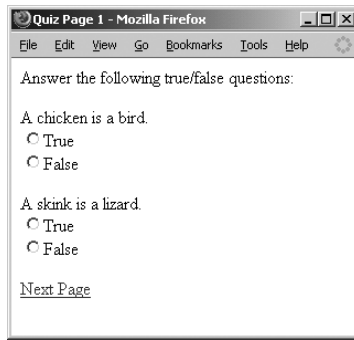 Quiz Page 1 - Mozilla Firefox
File Edit View Go Bookmarks Tools Help
Answer the following true/false questions:
A chicken is a bird.
True
False
A skink is a lizard.
True
False
Next Page